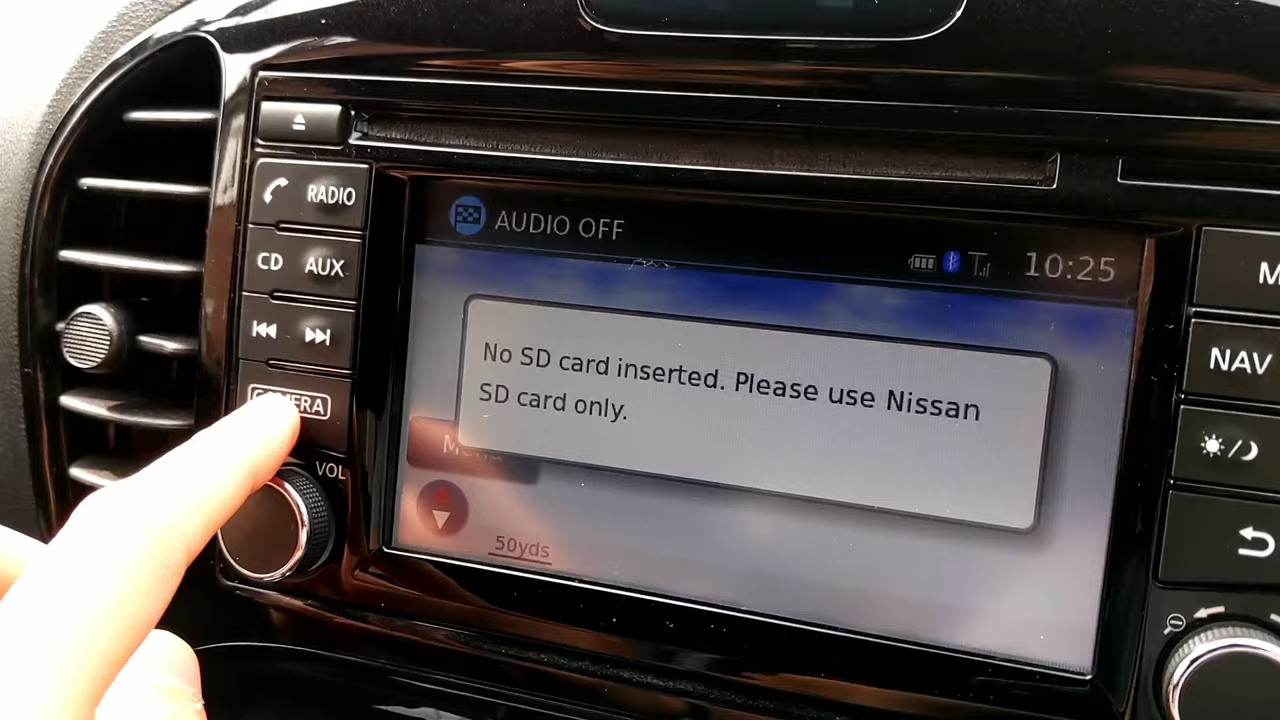 RADIO
CD AUX
CAMERA
VOL
AUDIO OFF
10:25
No SD card inserted. Please use Nissan
SD card only.
50yds
M
NAV